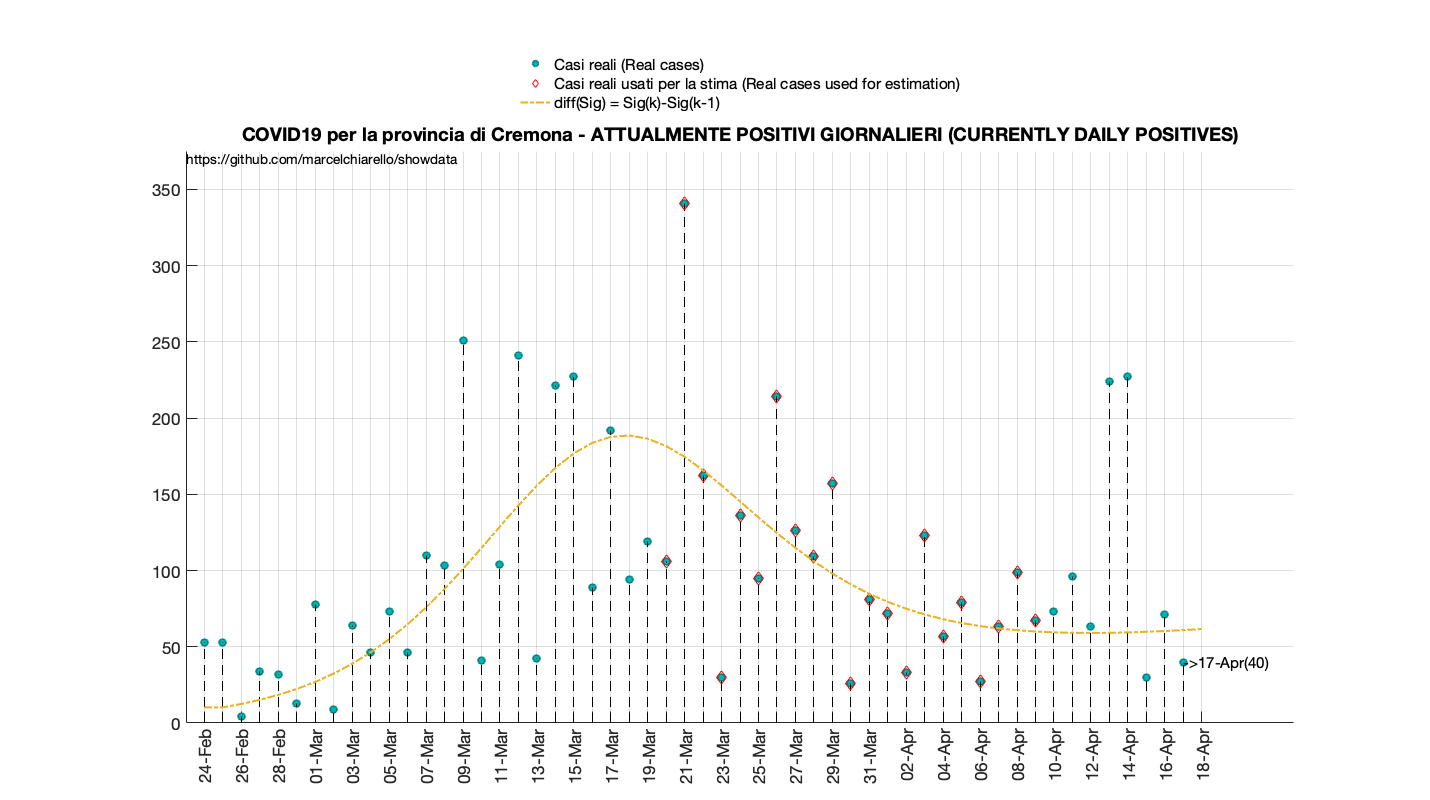 Casi reali (Real cases)
Casi reali usati per la stima (Real cases used for estimation)
diff(Sig) = Sig(k)-Sig(k-1)
COVID19 per la provincia di Cremona - ATTUALMENTE POSITIVI GIORNALIERI (CURRENTLY DAILY POSITIVES)
https://github.com/marcelchiarello/showdata
350
300
250
200
150
100
50
0
>17-Apr(40)
24-Feb
26-Feb
28-Feb
01-Mar
03-Mar
05-Mar
07-Mar
09-Mar
11-Mar
13-Mar
15-Mar
17-Mar
19-Mar
21-Mar
23-Mar
25-Mar
27-Mar
29-Mar
31-Mar
02-Apr
04-Apr
06-Apr
08-Apr
10-Apr
12-Apr
14-Apr
16-Apr
18-Apr